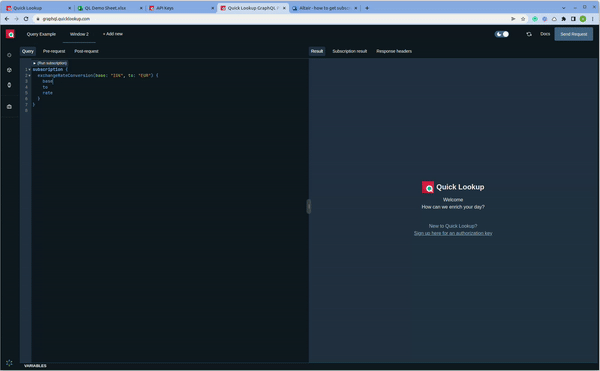 Quick Lookup
QL Demo Sheet.xlsx
API keys
Quick Lookup GraphQL
Altair - how to get subs
graphql.quicklookup.com
Query Example
Window 2
+ Add new
Docs
Send Request
Query
Pre-request
Post-request
Result
Subscription result
Response headers
(Run subscription)
1 subscription {
2 exchangeRateConversion(base: "ISK", to: "EUR") {
3 base
4 to
5 rate
6 }
7 }
8
Quick Lookup
Welcome
How can we enrich your day?
New to Quick Lookup?
Sign up here for an authorization key
VARIABLES